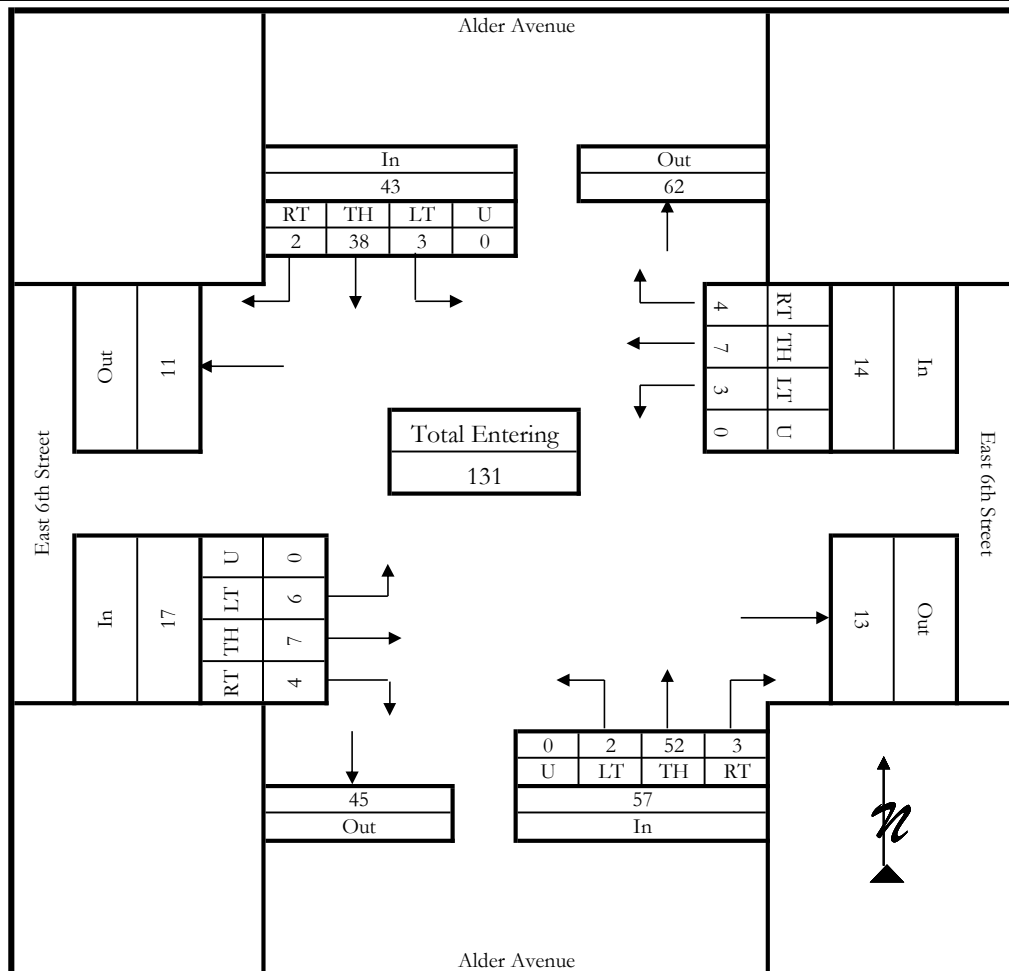 Alder Avenue
In
43
RT TH LT U
2 38 3 0
Out
62
Out
11
4 RT
7 TH
3 LT
0 U
14
In
Total Entering
131
East 6th Street
East 6th Street
In
17
U 0
LT 6
TH 7
RT 4
13
Out
0 2 52 3
U LT TH RT
57
In
45
Out
N
Alder Avenue